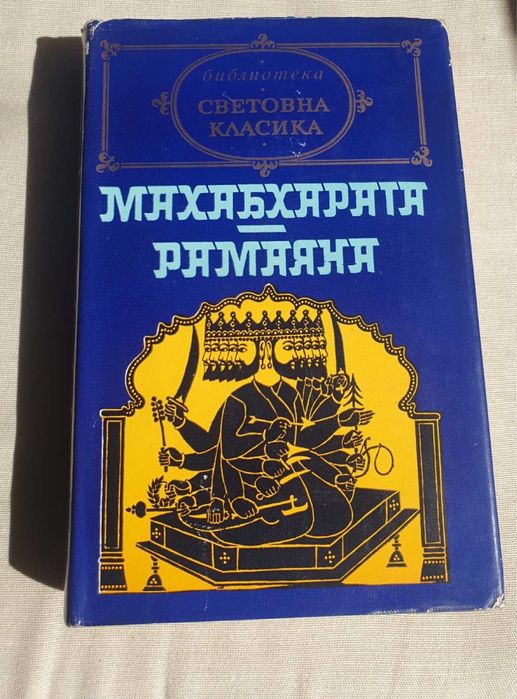 библиотека
СВЕТОВНА
КЛАСИКА
МАХАБХАРАТА
РАМАЯНА